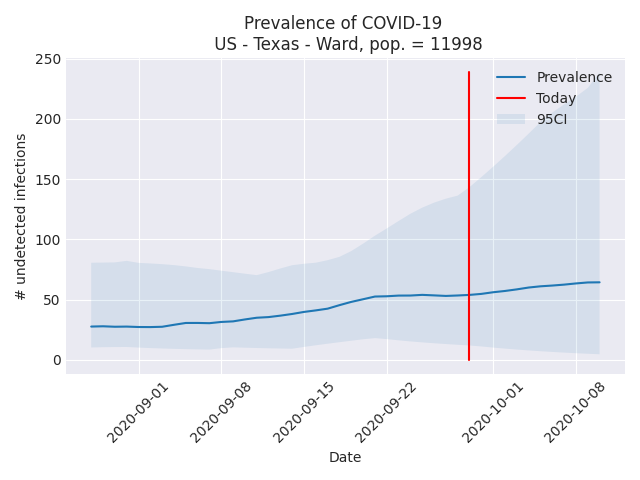 Prevalence of COVID-19
US - Texas - Ward, pop. = 11998
250
200
150
100
50
0
# undetected infections
Prevalence
Today
95CI
2020-09-01
2020-09-08
2020-09-15
2020-09-22
2020-10-01
2020-10-08
Date